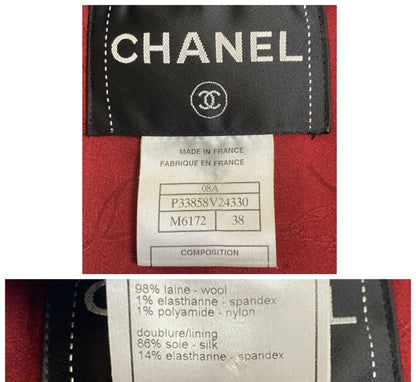 CHANEL
MADE IN FRANCE
FABRIQUE EN FRANCE
08A
P33858V24330
M6172 38
COMPOSITION
98% laine - wool
1% elasthanne - spandex
1% polyamide - nylon
doublure/lining
86% soie - silk
14% elasthanne - spandex
EL